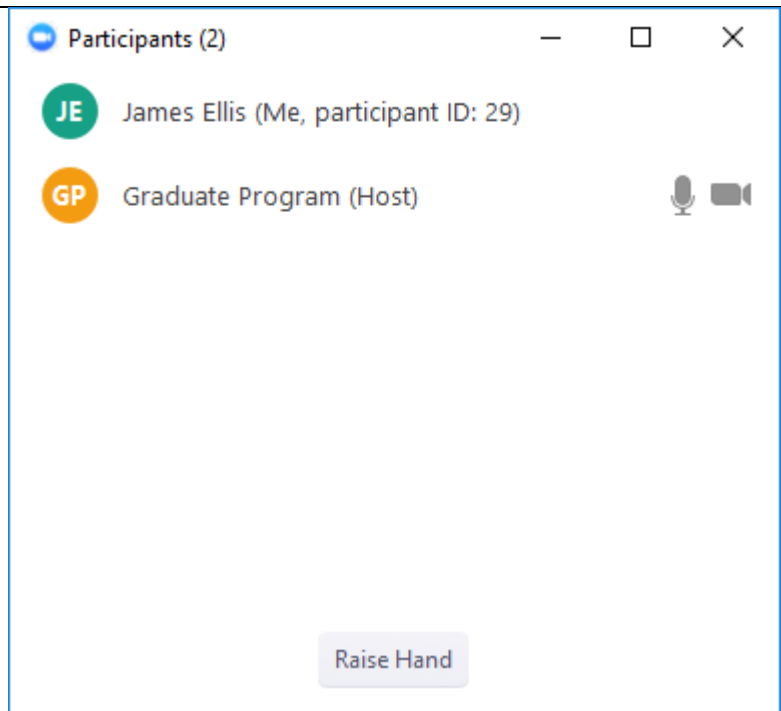 Participants (2)
JE James Ellis (Me, participant ID: 29)
GP Graduate Program (Host)
Raise Hand